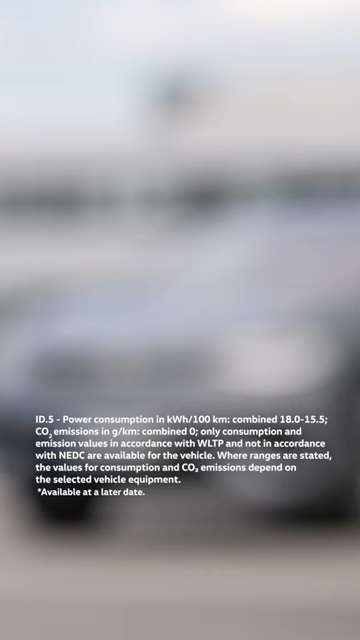 ID.5 – Power consumption in kWh/100 km: combined 18.0–15.5;
CO₂ emissions in g/km: combined 0; only consumption and
emission values in accordance with WLTP and not in accordance
with NEDC are available for the vehicle. Where ranges are stated,
the values for consumption and CO₂ emissions depend on
the selected vehicle equipment.
*Available at a later date.